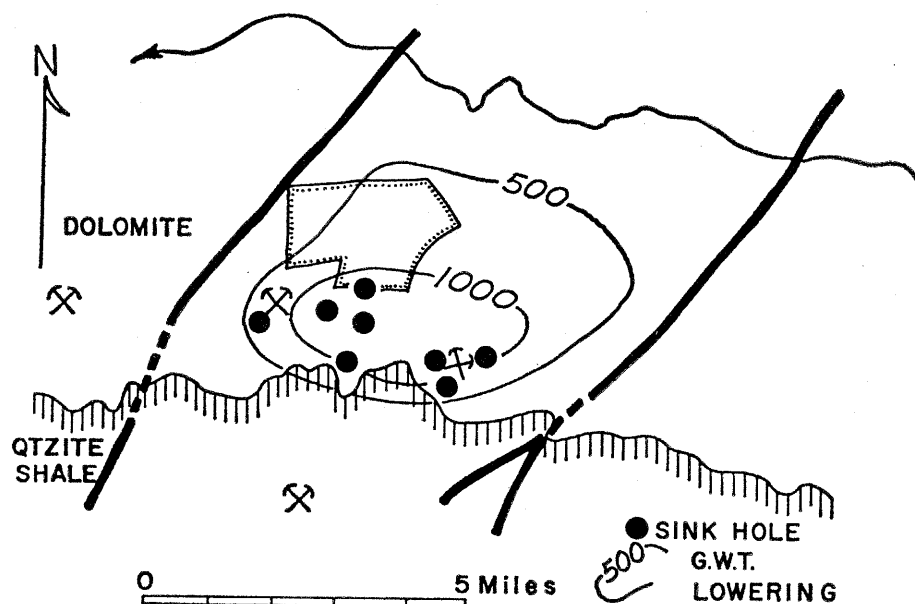 N
DOLOMITE
500
1000
QTZITE
SHALE
SINK HOLE
500
G.W.T.
LOWERING
0
5 Miles